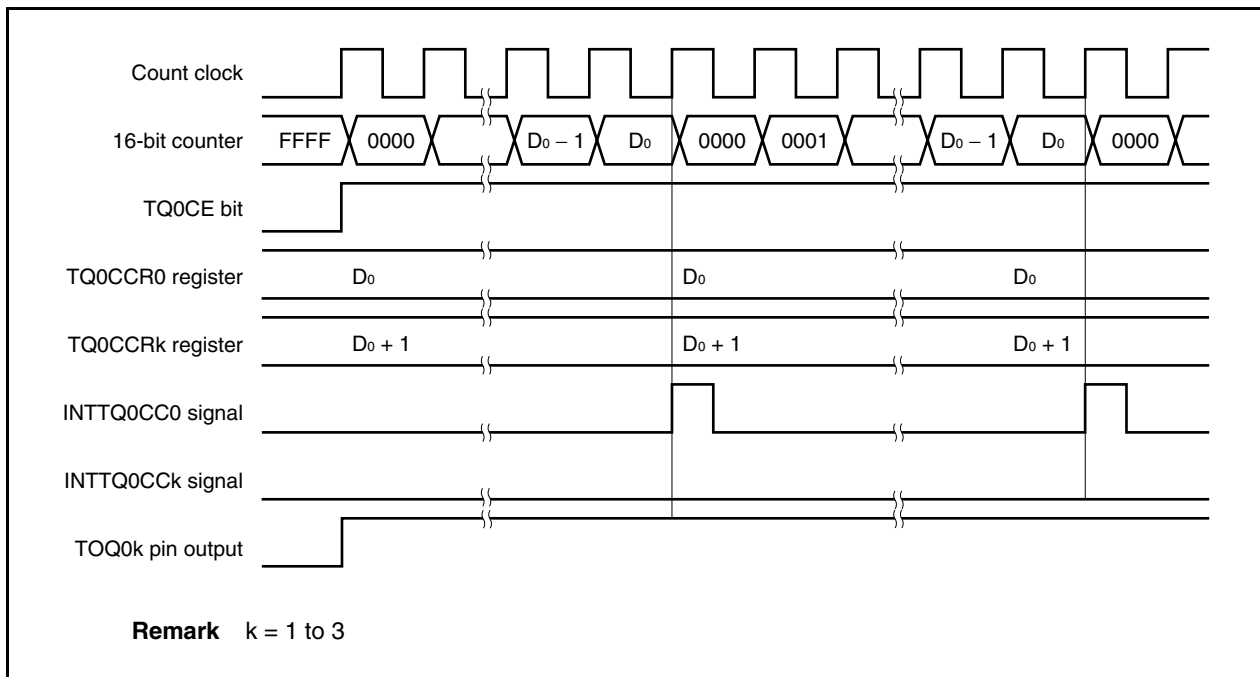 Count clock
16-bit counter FFFF 0000 D₀ − 1 D₀ 0000 0001 D₀ − 1 D₀ 0000
TQ0CE bit
TQ0CCR0 register D₀ D₀ D₀
TQ0CCRk register D₀ + 1 D₀ + 1 D₀ + 1
INTTQ0CC0 signal
INTTQ0CCk signal
TOQ0k pin output
Remark k = 1 to 3